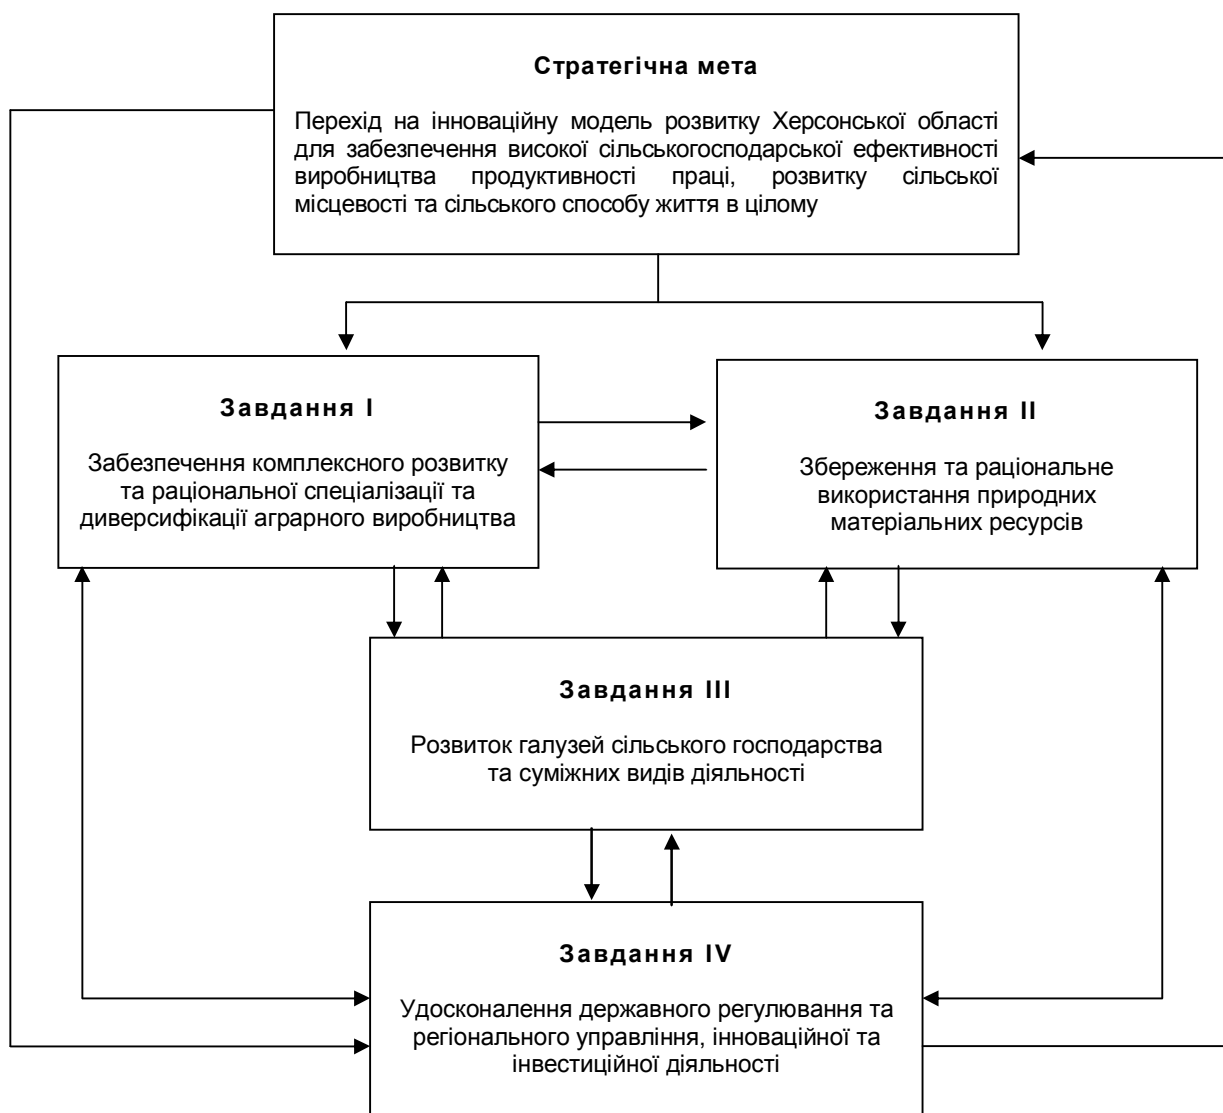 Стратегічна мета
Перехід на інноваційну модель розвитку Херсонської області
для забезпечення високої сільськогосподарської ефективності
виробництва продуктивності праці, розвитку сільської
місцевості та сільського способу життя в цілому
Завдання І
Забезпечення комплексного розвитку
та раціональної спеціалізації та
диверсифікації аграрного виробництва
Завдання ІІ
Збереження та раціональне
використання природних
матеріальних ресурсів
Завдання ІІІ
Розвиток галузей сільського господарства
та суміжних видів діяльності
Завдання IV
Удосконалення державного регулювання та
регіонального управління, інноваційної та
інвестиційної діяльності